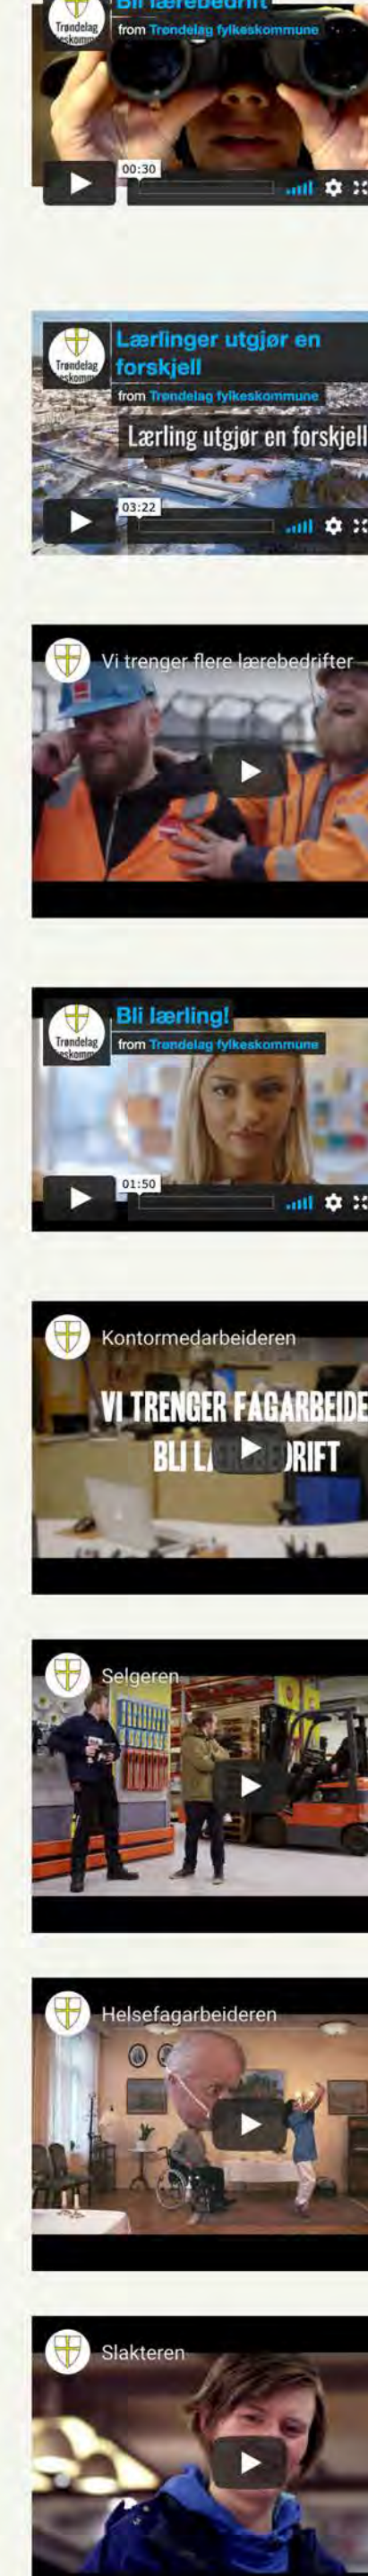 Bli lærebedrift
Trøndelag
from Trøndelag fylkeskommune
00:30
Lærlinger utgjør en
forskjell
Trøndelag
from Trøndelag fylkeskommune
Lærling utgjør en forskjell
03:22
Vi trenger flere lærebedrifter
Bli lærling!
Trøndelag
from Trøndelag fylkeskommune
01:50
Kontormedarbeideren
VI TRENGER FAGARBEIDE
BLI L DRIFT
Selgeren
Helsefagarbeideren
Slakteren